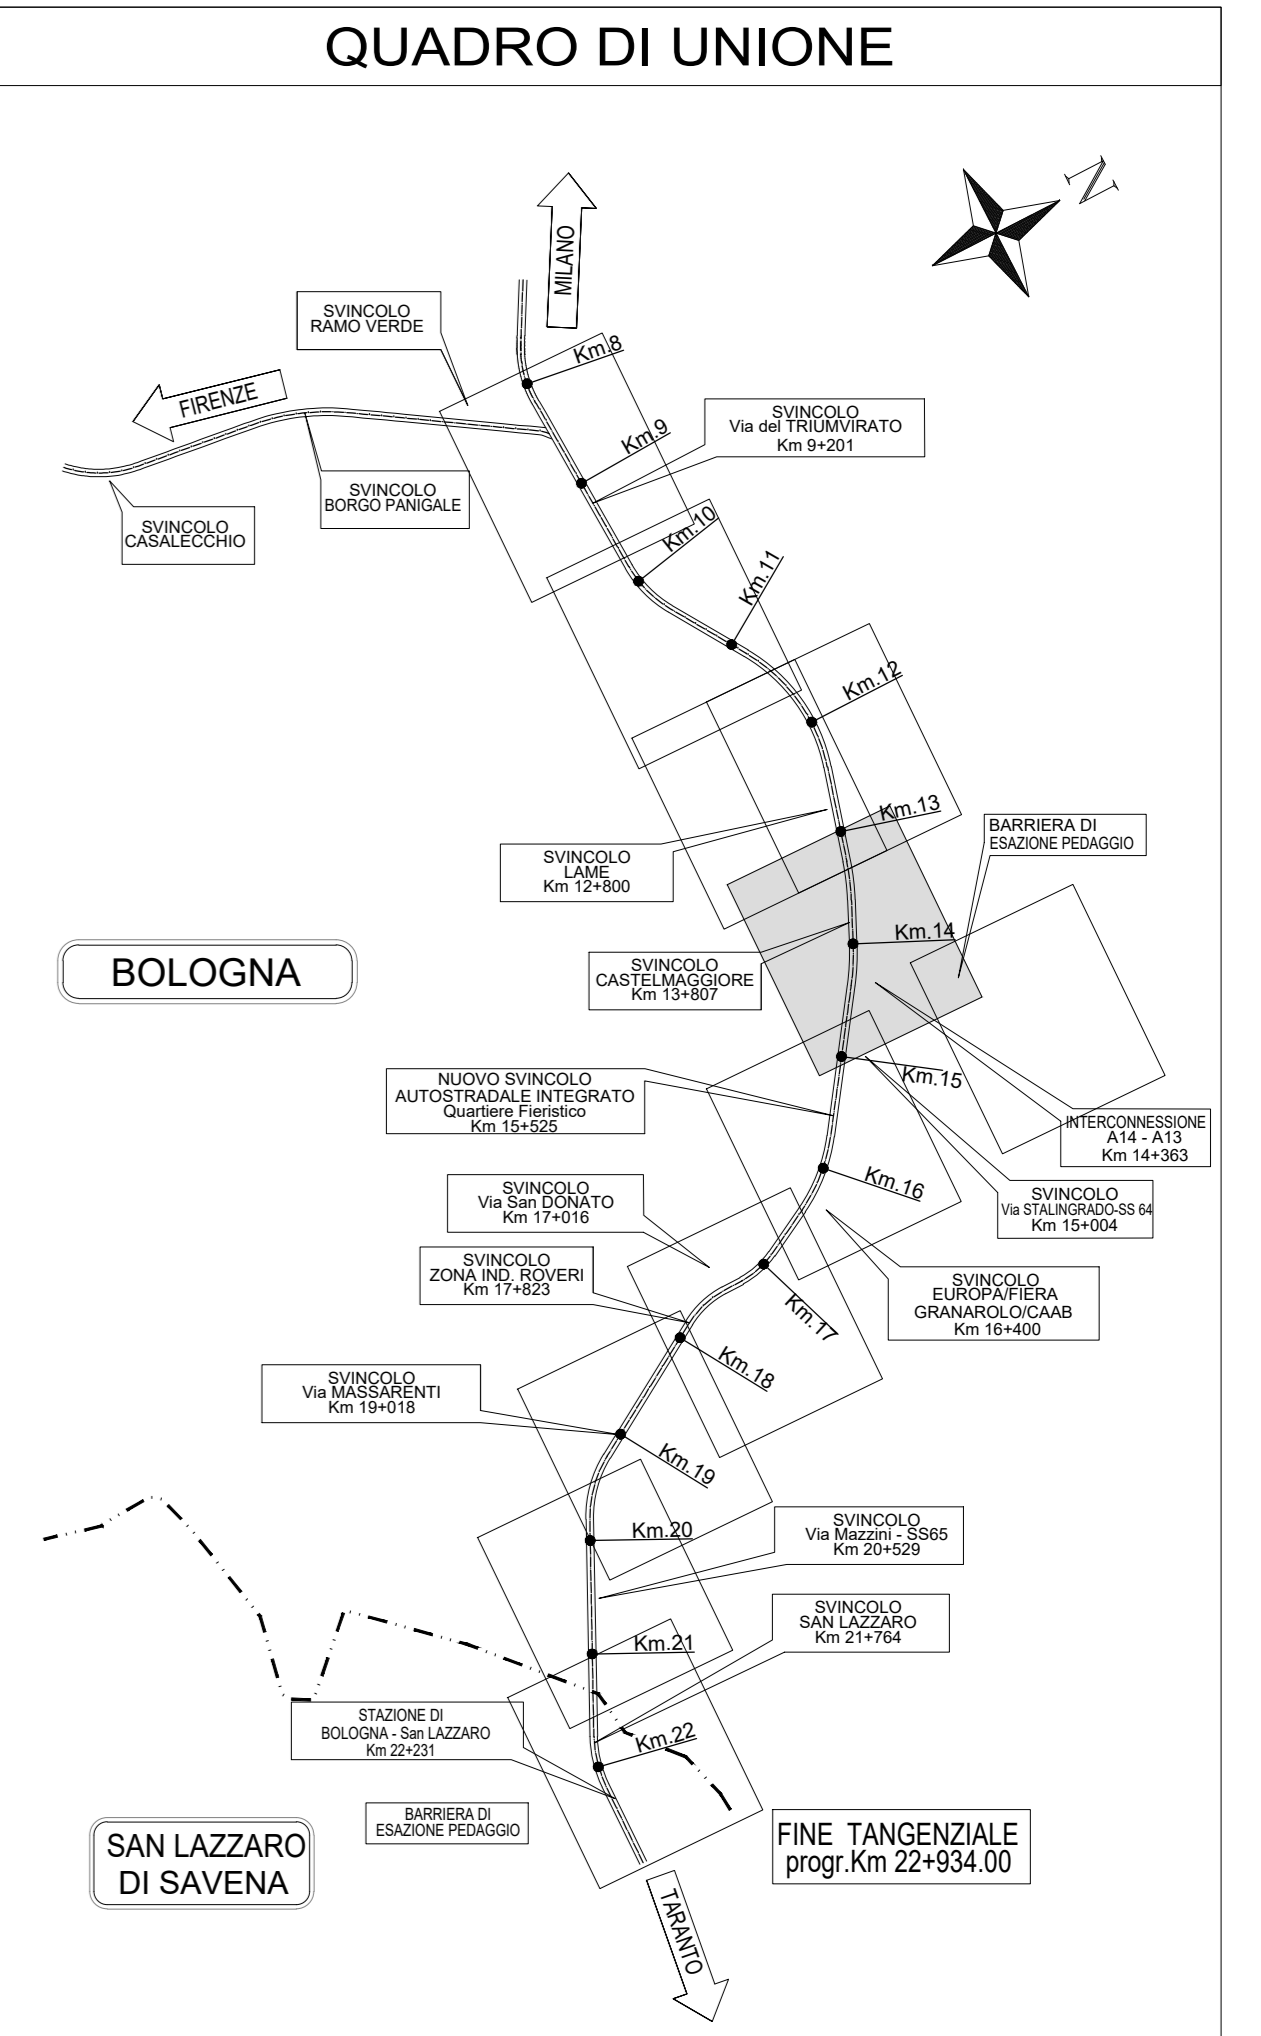 QUADRO DI UNIONE
N
MILANO
SVINCOLO
RAMO VERDE
Km.8
FIRENZE
SVINCOLO
Via del TRIUMVIRATO
Km 9+201
Km.9
SVINCOLO
BORGO PANIGALE
SVINCOLO
CASALECCHIO
Km.10
Km.11
Km.12
Km.13
BARRIERA DI
ESAZIONE PEDAGGIO
SVINCOLO
LAME
Km 12+800
Km.14
BOLOGNA
SVINCOLO
CASTELMAGGIORE
Km 13+807
Km.15
NUOVO SVINCOLO
AUTOSTRADALE INTEGRATO
Quartiere Fieristico
Km 15+525
INTERCONNESSIONE
A14 - A13
Km 14+363
Km.16
SVINCOLO
Via San DONATO
Km 17+016
SVINCOLO
Via STALINGRADO-SS 64
Km 15+004
SVINCOLO
ZONA IND. ROVERI
Km 17+823
SVINCOLO
EUROPA/FIERA
GRANAROLO/CAAB
Km 16+400
Km.17
Km.18
SVINCOLO
Via MASSARENTI
Km 19+018
Km.19
Km.20
SVINCOLO
Via Mazzini - SS65
Km 20+529
SVINCOLO
SAN LAZZARO
Km 21+764
Km.21
STAZIONE DI
BOLOGNA - San LAZZARO
Km 22+231
Km.22
BARRIERA DI
ESAZIONE PEDAGGIO
SAN LAZZARO
DI SAVENA
FINE TANGENZIALE
progr.Km 22+934.00
TARANTO